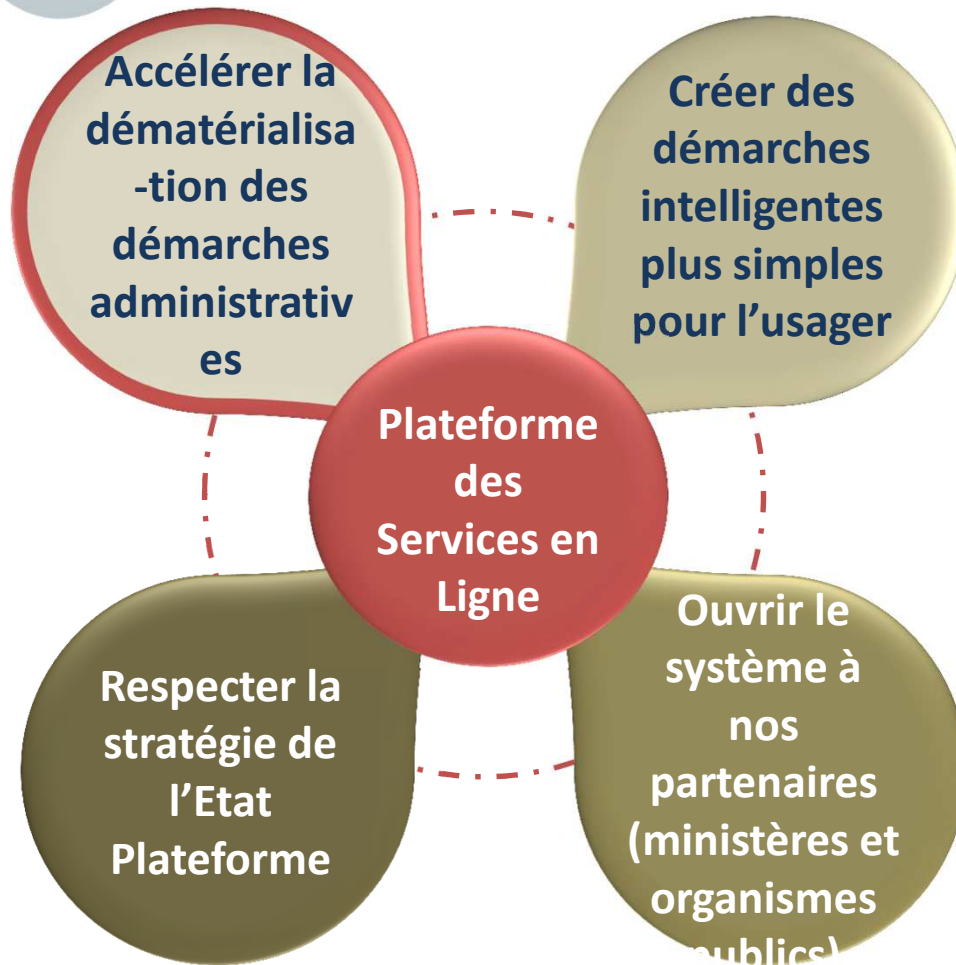 Accélérer la
dématérialisa
-tion des
démarches
administrativ
es
Créer des
démarches
intelligentes
plus simples
pour l’usager
Plateforme
des
Services en
Ligne
Respecter la
stratégie de
l’Etat
Plateforme
Ouvrir le
système à
nos
partenaires
(ministères et
organismes
publics)